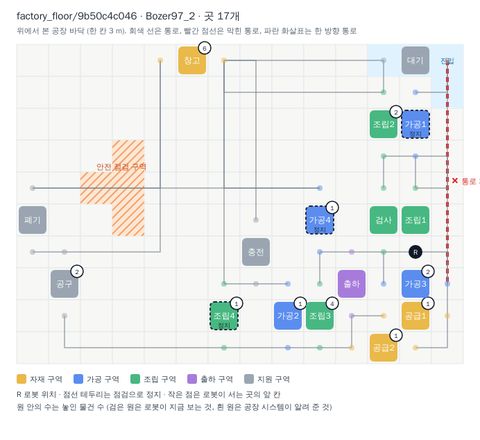 factory_floor/9b50c4c046 · Bozer97_2 · 곳 17개
위에서 본 공장 바닥 (한 칸 3 m). 회색 선은 통로, 빨간 점선은 막힌 통로, 파란 화살표는 한 방향 통로
창고 6
대기
조립2 2
가공1
정지
안전 점검 구역
✕ 통로
폐기
가공4 1
정지
검사
조립1
충전
R
공구 2
출하
가공3 2
조립4 1
정지
가공2 1
조립3 4
공급1 1
공급2 1
자재 구역
가공 구역
조립 구역
출하 구역
지원 구역
R 로봇 위치 · 점선 테두리는 점검으로 정지 · 작은 점은 로봇이 서는 곳의 앞 칸
원 안의 수는 놓인 물건 수 (검은 원은 로봇이 지금 보는 것, 흰 원은 공장 시스템이 알려 준 것)